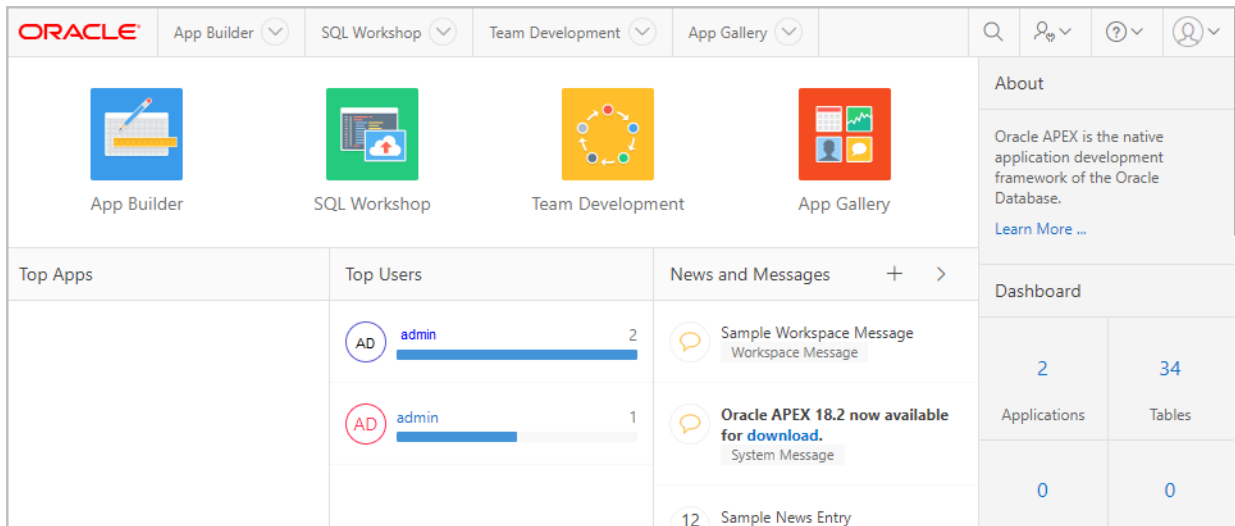 ORACLE
App Builder
SQL Workshop
Team Development
App Gallery
App Builder
SQL Workshop
Team Development
App Gallery
About
Oracle APEX is the native
application development
framework of the Oracle
Database.
Learn More ...
Top Apps
Top Users
AD
admin
2
AD
admin
1
News and Messages
Sample Workspace Message
Workspace Message
Oracle APEX 18.2 now available
for download.
System Message
12
Sample News Entry
Dashboard
2
34
Applications
Tables
0
0